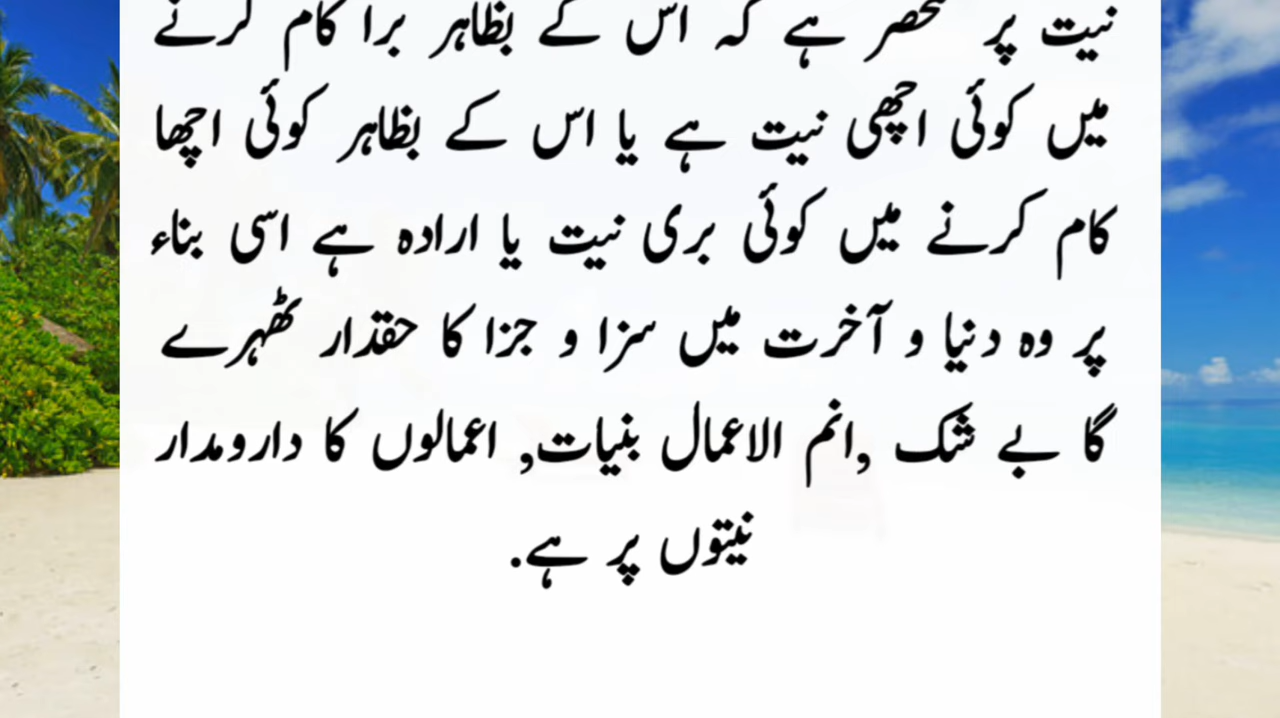 نیت پر منحصر ہے کہ اس کے بظاہر برا کام کرنے
میں کوئی اچھی نیت ہے یا اس کے بظاہر کوئی اچھا
کام کرنے میں کوئی بری نیت یا ارادہ ہے اسی بناء
پر وہ دنیا و آخرت میں سزا و جزا کا حقدار ٹھہرے
گا بے شک ,انم الاعمال بنیات, اعمالوں کا دارومدار
نیتوں پر ہے.